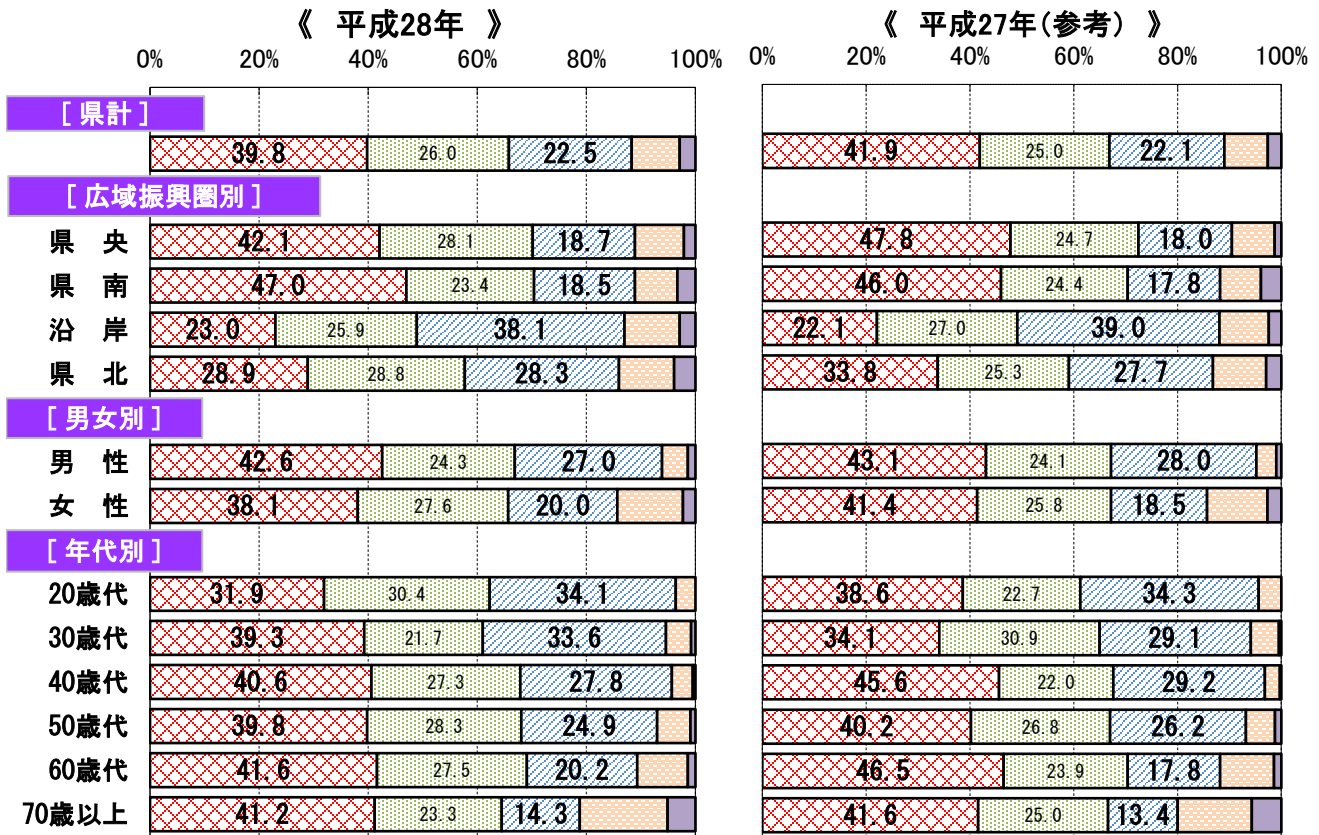 《 平成28年 》 《 平成27年(参考) 》
0% 20% 40% 60% 80% 100% 0% 20% 40% 60% 80% 100%
[ 県計 ]
39.8 26.0 22.5 41.9 25.0 22.1
[ 広域振興圏別 ]
県 央 42.1 28.1 18.7 47.8 24.7 18.0
県 南 47.0 23.4 18.5 46.0 24.4 17.8
沿 岸 23.0 25.9 38.1 22.1 27.0 39.0
県 北 28.9 28.8 28.3 33.8 25.3 27.7
[ 男女別 ]
男 性 42.6 24.3 27.0 43.1 24.1 28.0
女 性 38.1 27.6 20.0 41.4 25.8 18.5
[ 年代別 ]
20歳代 31.9 30.4 34.1 38.6 22.7 34.3
30歳代 39.3 21.7 33.6 34.1 30.9 29.1
40歳代 40.6 27.3 27.8 45.6 22.0 29.2
50歳代 39.8 28.3 24.9 40.2 26.8 26.2
60歳代 41.6 27.5 20.2 46.5 23.9 17.8
70歳以上 41.2 23.3 14.3 41.6 25.0 13.4